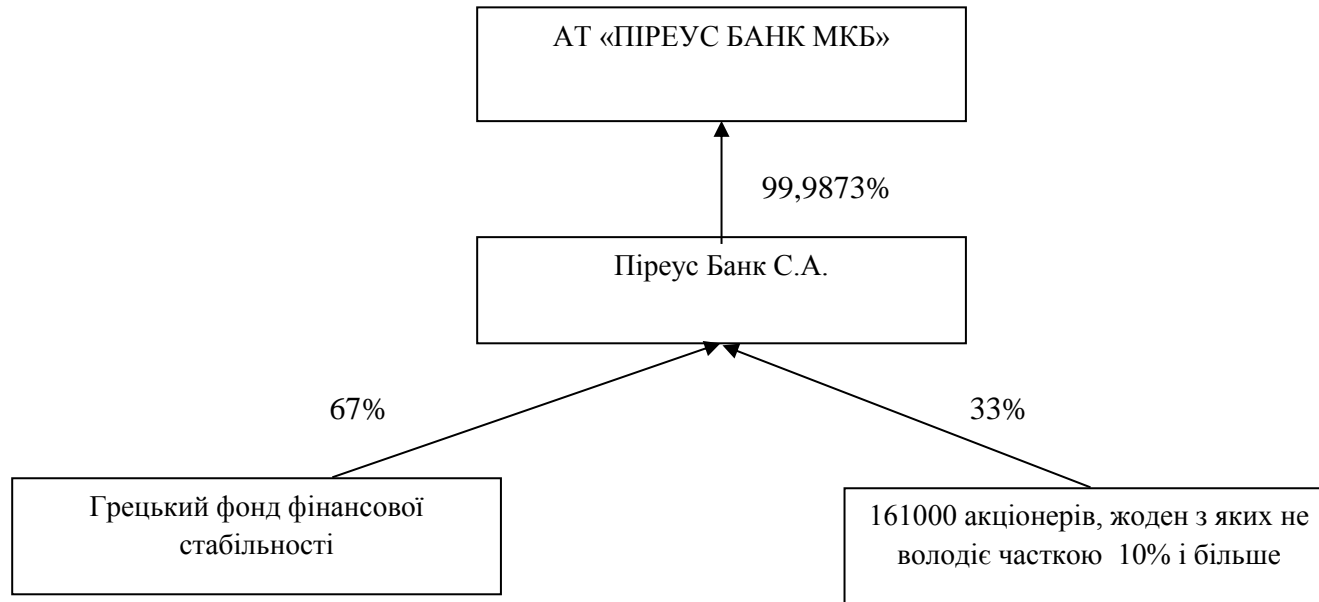 АТ «ПІРЕУС БАНК МКБ»
99,9873%
Піреус Банк С.А.
67%
33%
Грецький фонд фінансової
стабільності
161000 акціонерів, жоден з яких не
володіє часткою 10% і більше